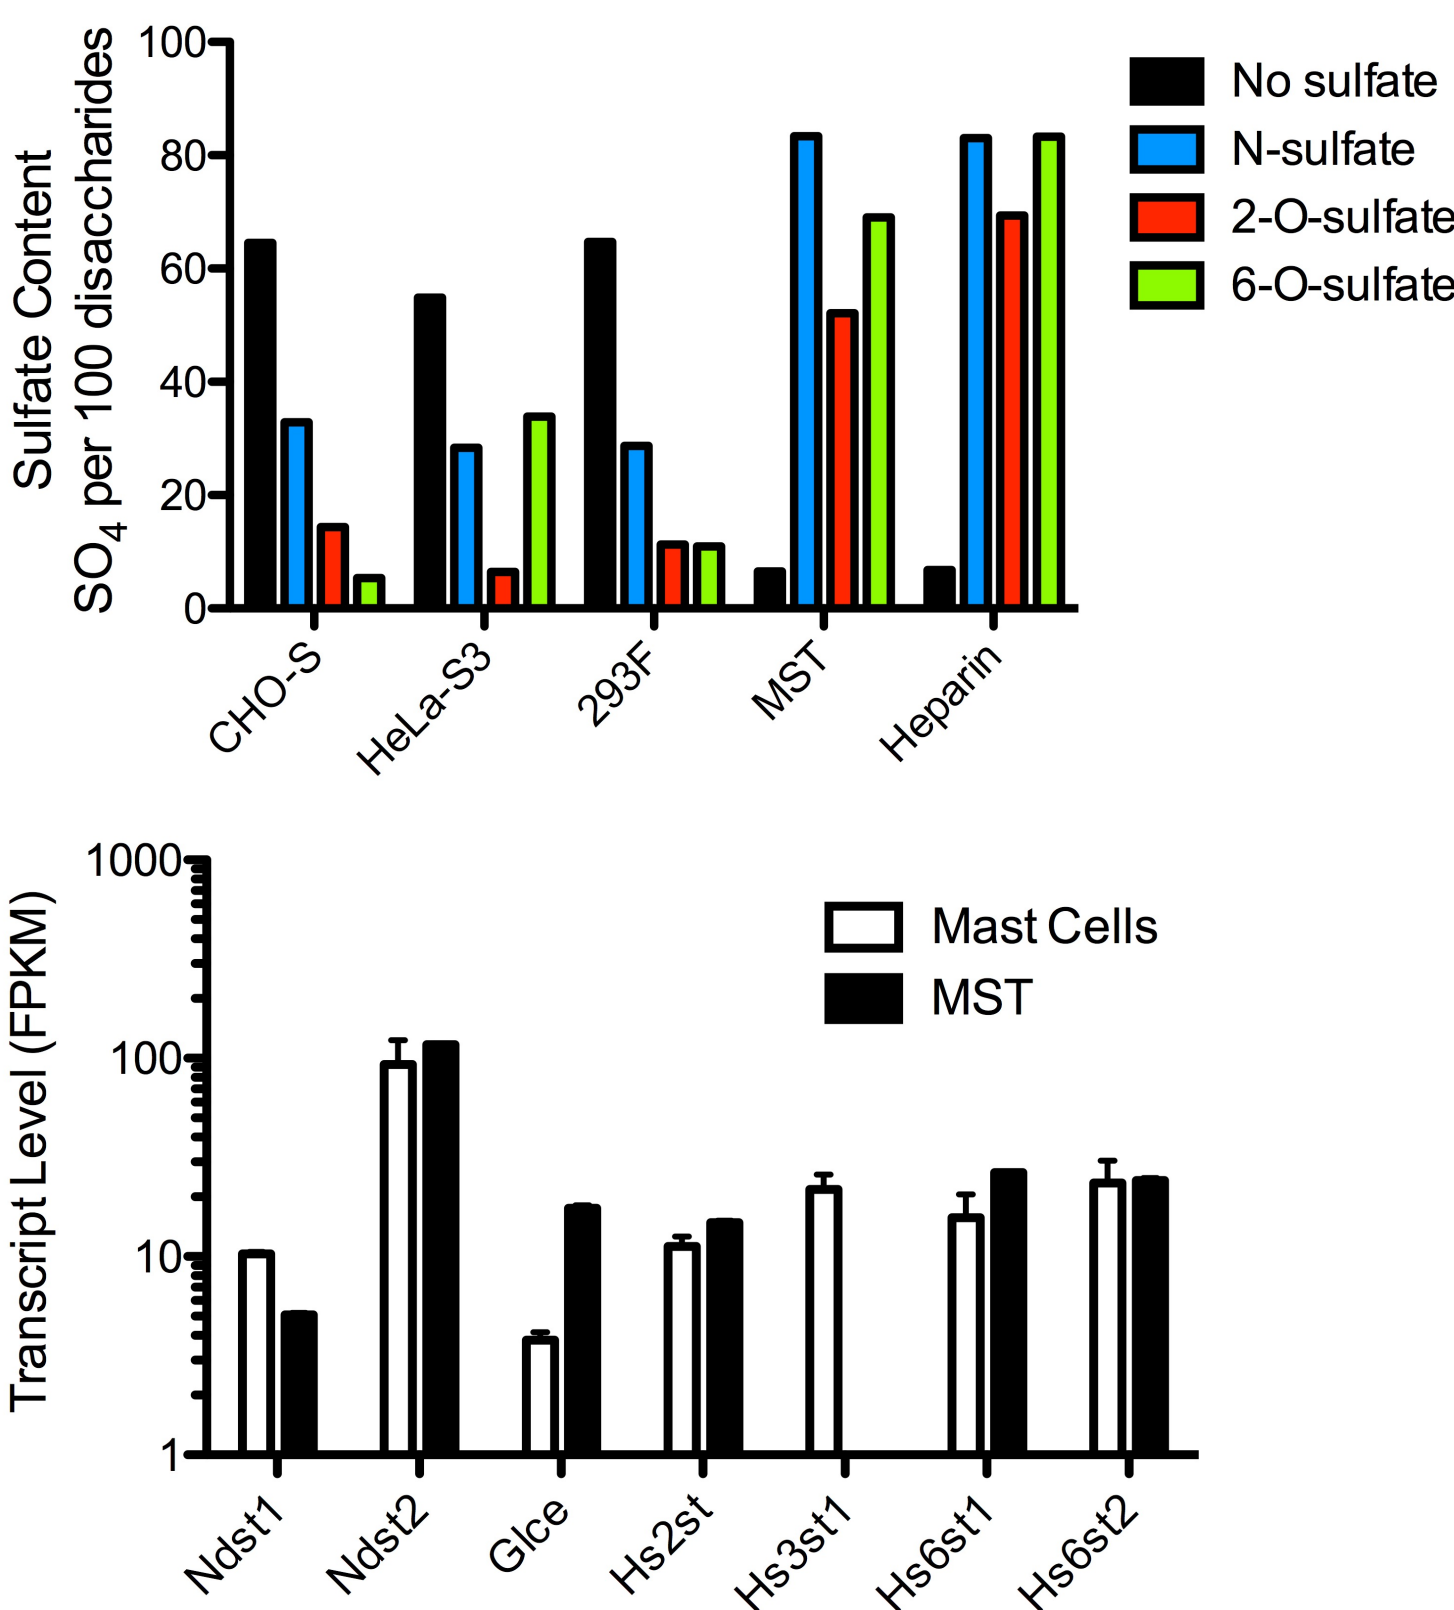 Sulfate Content
SO4 per 100 disaccharides
100
80
60
40
20
0
CHO-S
HeLa-S3
293F
MST
Heparin
No sulfate
N-sulfate
2-O-sulfate
6-O-sulfate
Transcript Level (FPKM)
1000
100
10
1
Mast Cells
MST
Ndst1
Ndst2
Glce
Hs2st
Hs3st1
Hs6st1
Hs6st2